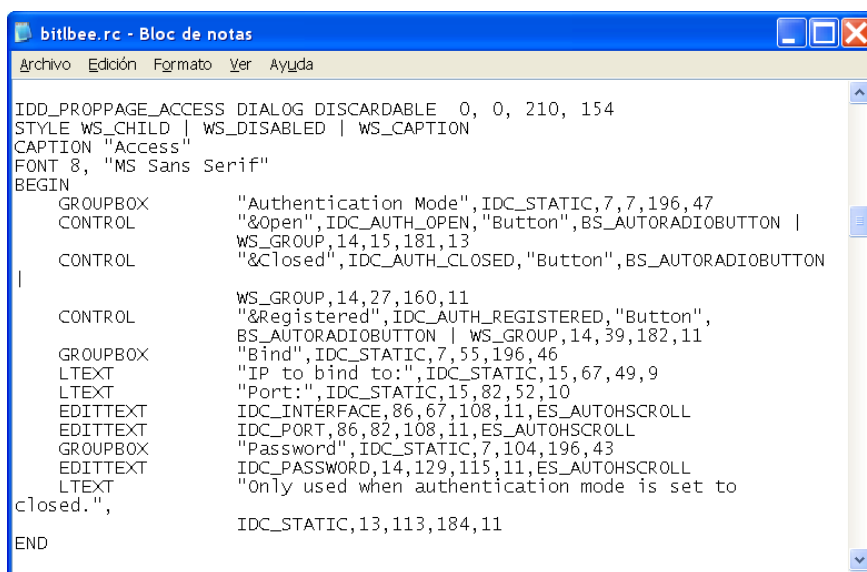 bitlbee.rc - Bloc de notas
Archivo Edición Formato Ver Ayuda
IDD_PROPPAGE_ACCESS DIALOG DISCARDABLE  0, 0, 210, 154
STYLE WS_CHILD | WS_DISABLED | WS_CAPTION
CAPTION "Access"
FONT 8, "MS Sans Serif"
BEGIN
    GROUPBOX        "Authentication Mode",IDC_STATIC,7,7,196,47
    CONTROL         "&Open",IDC_AUTH_OPEN,"Button",BS_AUTORADIOBUTTON |
                    WS_GROUP,14,15,181,13
    CONTROL         "&Closed",IDC_AUTH_CLOSED,"Button",BS_AUTORADIOBUTTON
|
                    WS_GROUP,14,27,160,11
    CONTROL         "&Registered",IDC_AUTH_REGISTERED,"Button",
                    BS_AUTORADIOBUTTON | WS_GROUP,14,39,182,11
    GROUPBOX        "Bind",IDC_STATIC,7,55,196,46
    LTEXT           "IP to bind to:",IDC_STATIC,15,67,49,9
    LTEXT           "Port:",IDC_STATIC,15,82,52,10
    EDITTEXT        IDC_INTERFACE,86,67,108,11,ES_AUTOHSCROLL
    EDITTEXT        IDC_PORT,86,82,108,11,ES_AUTOHSCROLL
    GROUPBOX        "Password",IDC_STATIC,7,104,196,43
    EDITTEXT        IDC_PASSWORD,14,129,115,11,ES_AUTOHSCROLL
    LTEXT           "Only used when authentication mode is set to
closed.",
                    IDC_STATIC,13,113,184,11
END